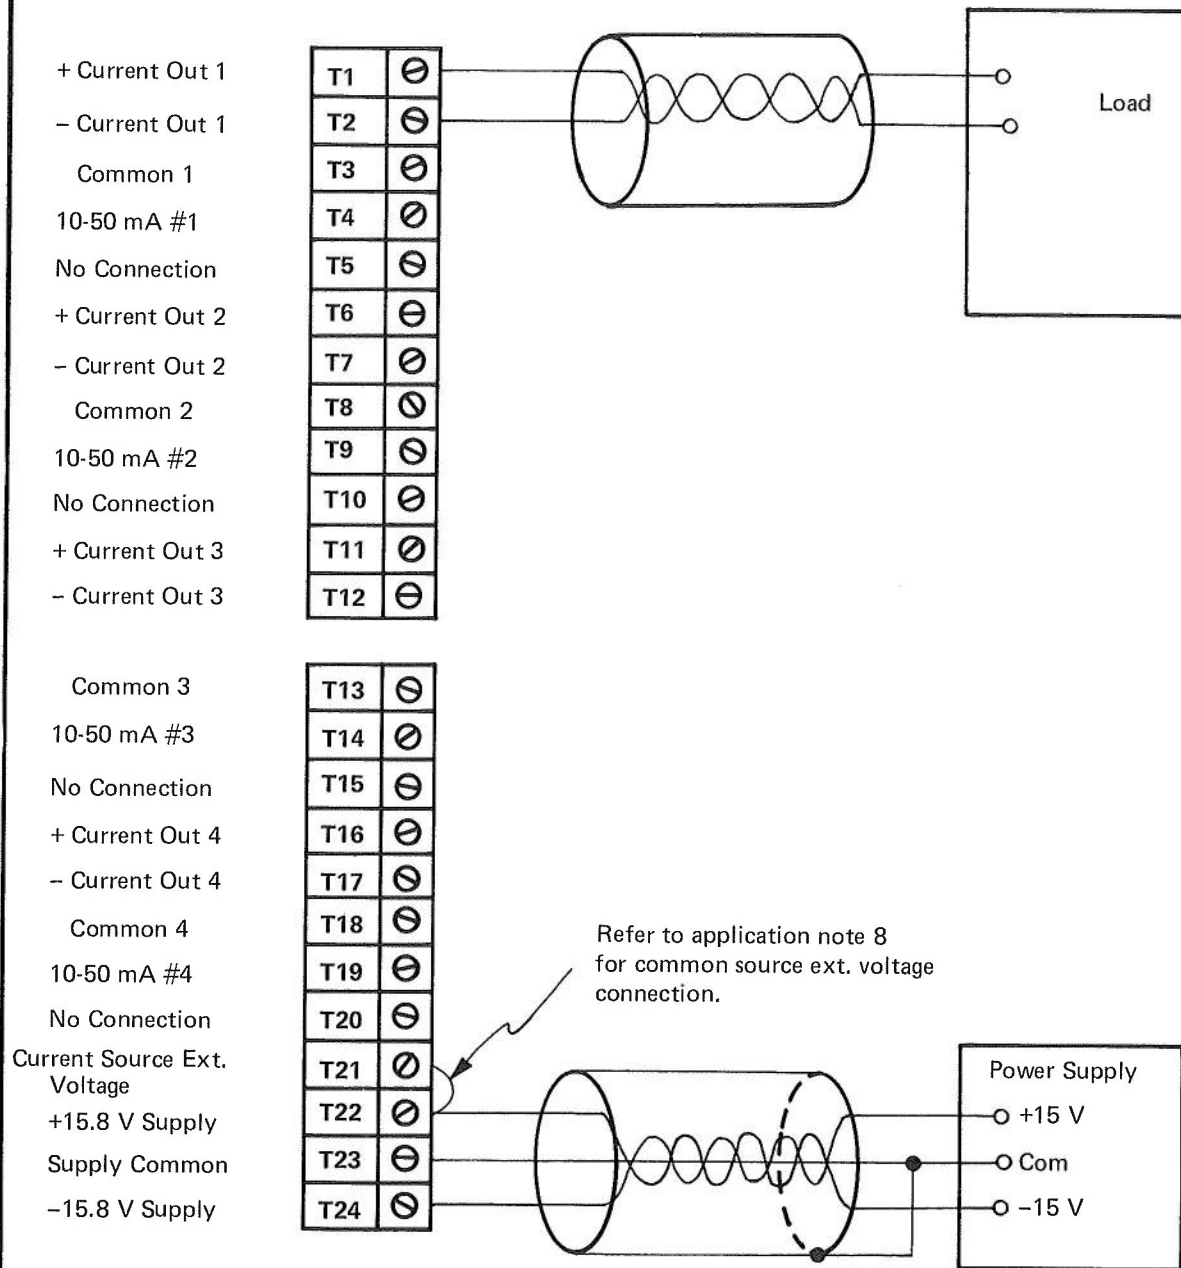 + Current Out 1 T1
– Current Out 1 T2
Common 1 T3
10-50 mA #1 T4
No Connection T5
+ Current Out 2 T6
– Current Out 2 T7
Common 2 T8
10-50 mA #2 T9
No Connection T10
+ Current Out 3 T11
– Current Out 3 T12
Load
Common 3 T13
10-50 mA #3 T14
No Connection T15
+ Current Out 4 T16
– Current Out 4 T17
Common 4 T18
10-50 mA #4 T19
No Connection T20
Current Source Ext.
Voltage T21
+15.8 V Supply T22
Supply Common T23
–15.8 V Supply T24
Refer to application note 8
for common source ext. voltage
connection.
Power Supply
+15 V
Com
–15 V